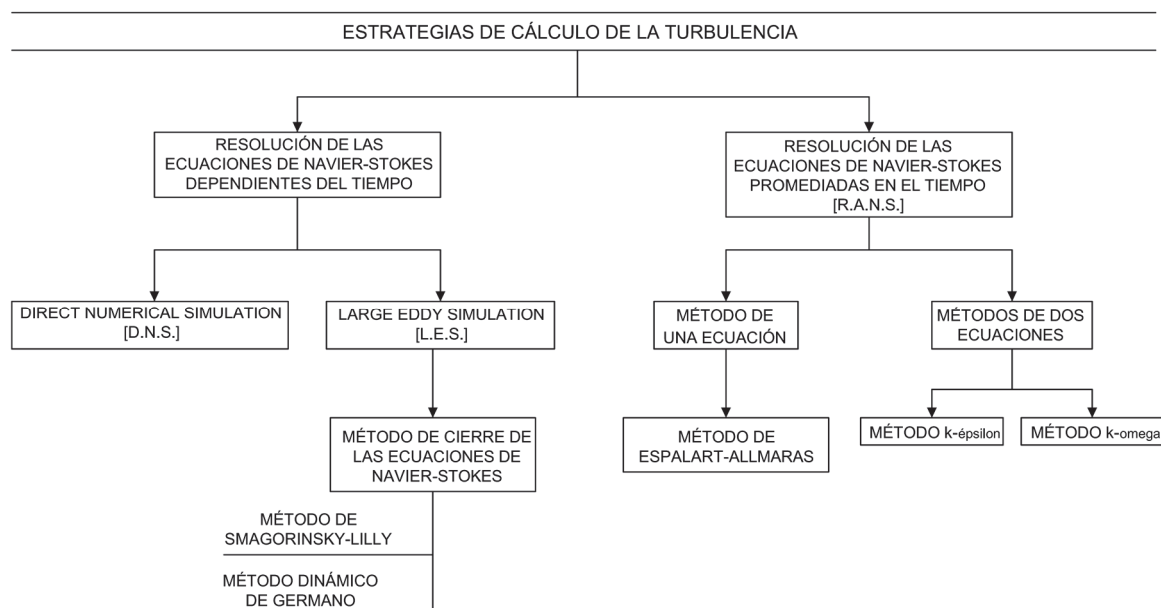 ESTRATEGIAS DE CÁLCULO DE LA TURBULENCIA
RESOLUCIÓN DE LAS
ECUACIONES DE NAVIER-STOKES
DEPENDIENTES DEL TIEMPO
RESOLUCIÓN DE LAS
ECUACIONES DE NAVIER-STOKES
PROMEDIADAS EN EL TIEMPO
[R.A.N.S.]
DIRECT NUMERICAL SIMULATION
[D.N.S.]
LARGE EDDY SIMULATION
[L.E.S.]
MÉTODO DE
UNA ECUACIÓN
MÉTODOS DE DOS
ECUACIONES
MÉTODO DE CIERRE DE
LAS ECUACIONES DE
NAVIER-STOKES
MÉTODO DE
ESPALART-ALLMARAS
MÉTODO k-épsilon
MÉTODO k-omega
MÉTODO DE
SMAGORINSKY-LILLY
MÉTODO DINÁMICO
DE GERMANO